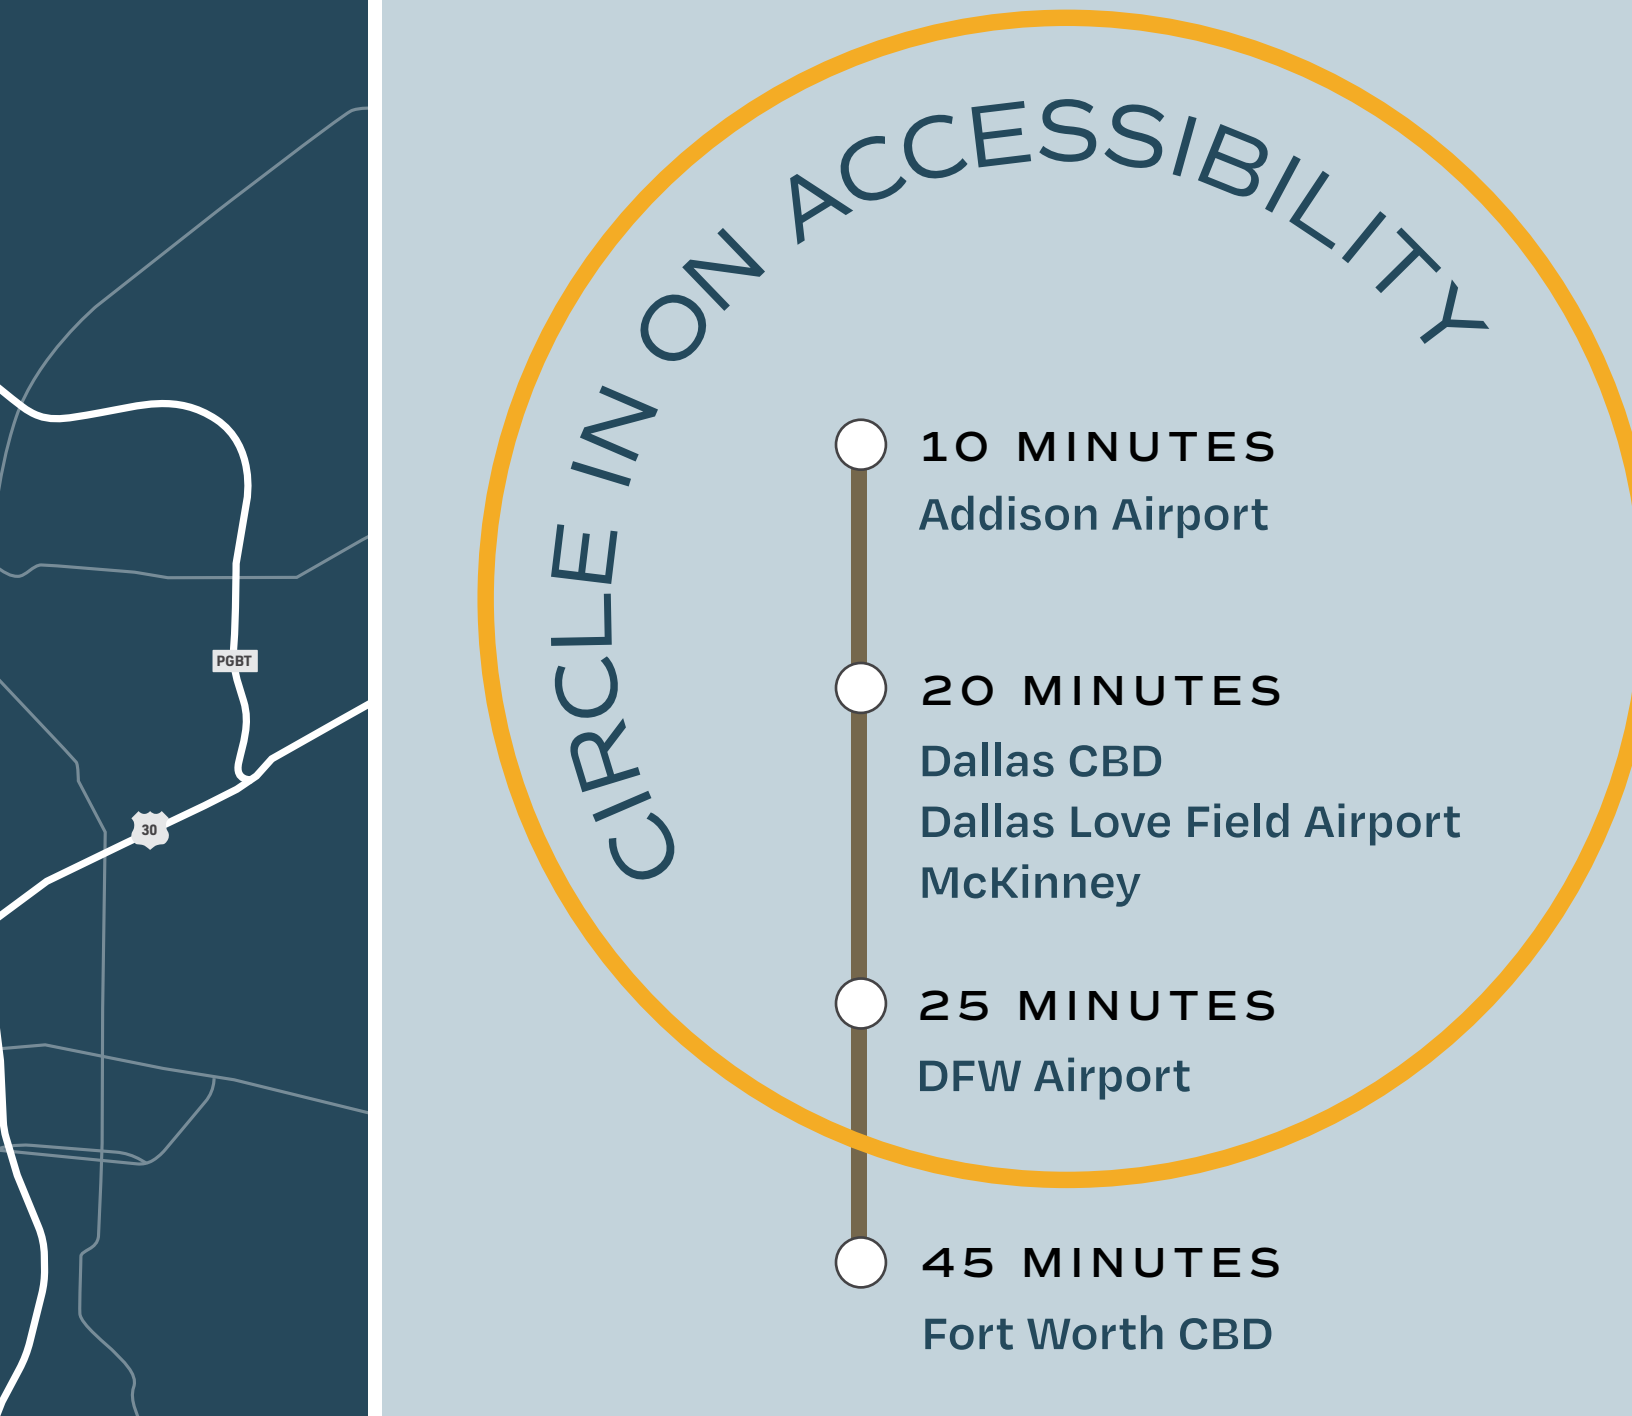 PGBT
30
CIRCLE IN ON ACCESSIBILITY
10 MINUTES
Addison Airport
20 MINUTES
Dallas CBD
Dallas Love Field Airport
McKinney
25 MINUTES
DFW Airport
45 MINUTES
Fort Worth CBD